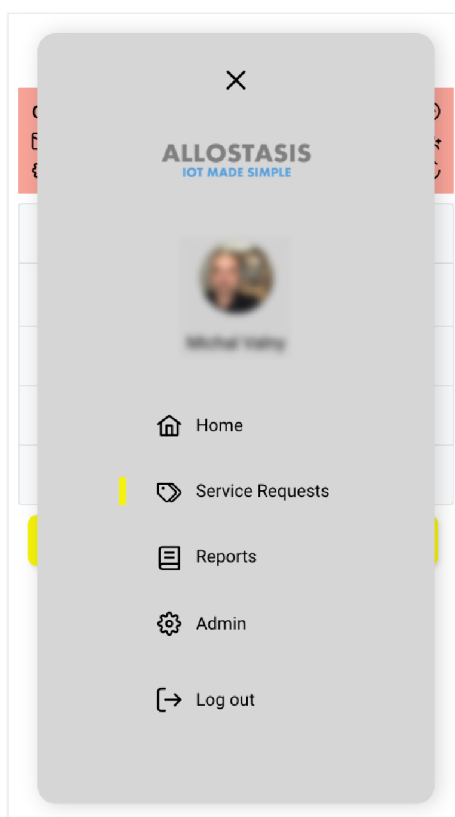 ALLOSTASIS
IOT MADE SIMPLE
Home
Service Requests
Reports
Admin
Log out